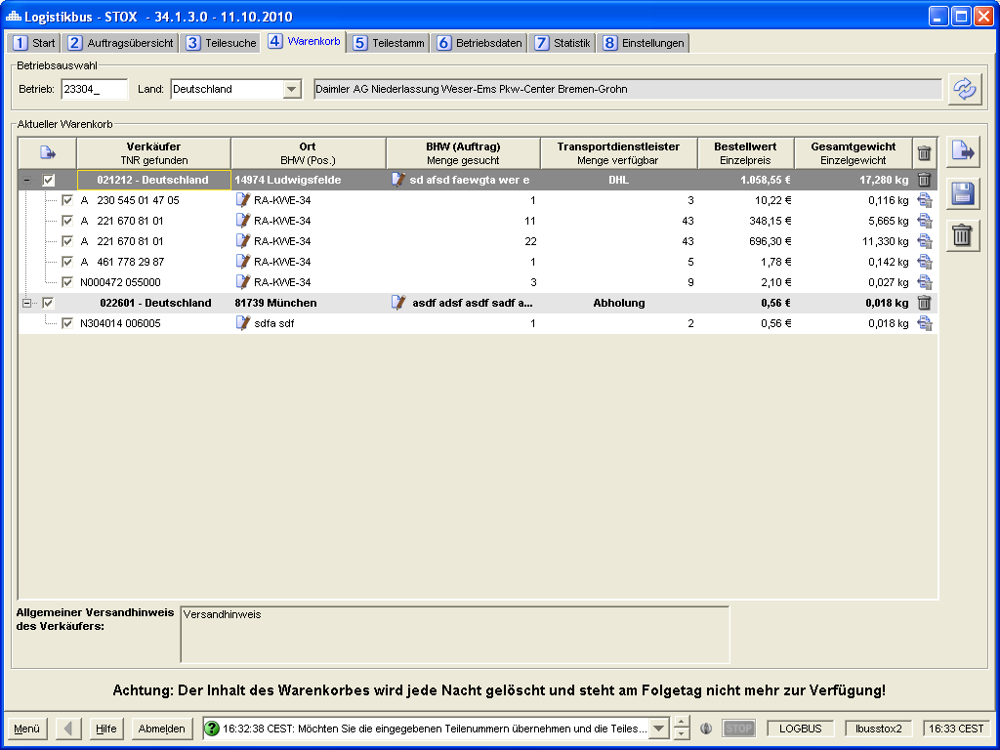 Logistikbus - STOX - 34.1.3.0 - 11.10.2010
1 Start 2 Auftragsübersicht 3 Teilesuche 4 Warenkorb 5 Teilestamm 6 Betriebsdaten 7 Statistik 8 Einstellungen
Betriebsauswahl
Betrieb: 23304_ Land: Deutschland Daimler AG Niederlassung Weser-Ems Pkw-Center Bremen-Grohn
Aktueller Warenkorb
Verkäufer Ort BHW (Auftrag) Transportdienstleister Bestellwert Gesamtgewicht
TNR gefunden BHW (Pos.) Menge gesucht Menge verfügbar Einzelpreis Einzelgewicht
021212 - Deutschland 14974 Ludwigsfelde sd afsd faewgta wer e DHL 1.058,55 € 17,280 kg
A 230 545 01 47 05 RA-KWE-34 1 3 10,22 € 0,116 kg
A 221 670 81 01 RA-KWE-34 11 43 348,15 € 5,665 kg
A 221 670 81 01 RA-KWE-34 22 43 696,30 € 11,330 kg
A 461 778 29 87 RA-KWE-34 1 5 1,78 € 0,142 kg
N000472 055000 RA-KWE-34 3 9 2,10 € 0,027 kg
022601 - Deutschland 81739 München asdf adsf asdf sadf a... Abholung 0,56 € 0,018 kg
N304014 006005 sdfa sdf 1 2 0,56 € 0,018 kg
Allgemeiner Versandhinweis
des Verkäufers:
Versandhinweis
Achtung: Der Inhalt des Warenkorbes wird jede Nacht gelöscht und steht am Folgetag nicht mehr zur Verfügung!
Menü Hilfe Abmelden ? 16:32:38 CEST: Möchten Sie die eingegebenen Teilenummern übernehmen und die Teiles... STOP LOGBUS lbusstox2 16:33 CEST